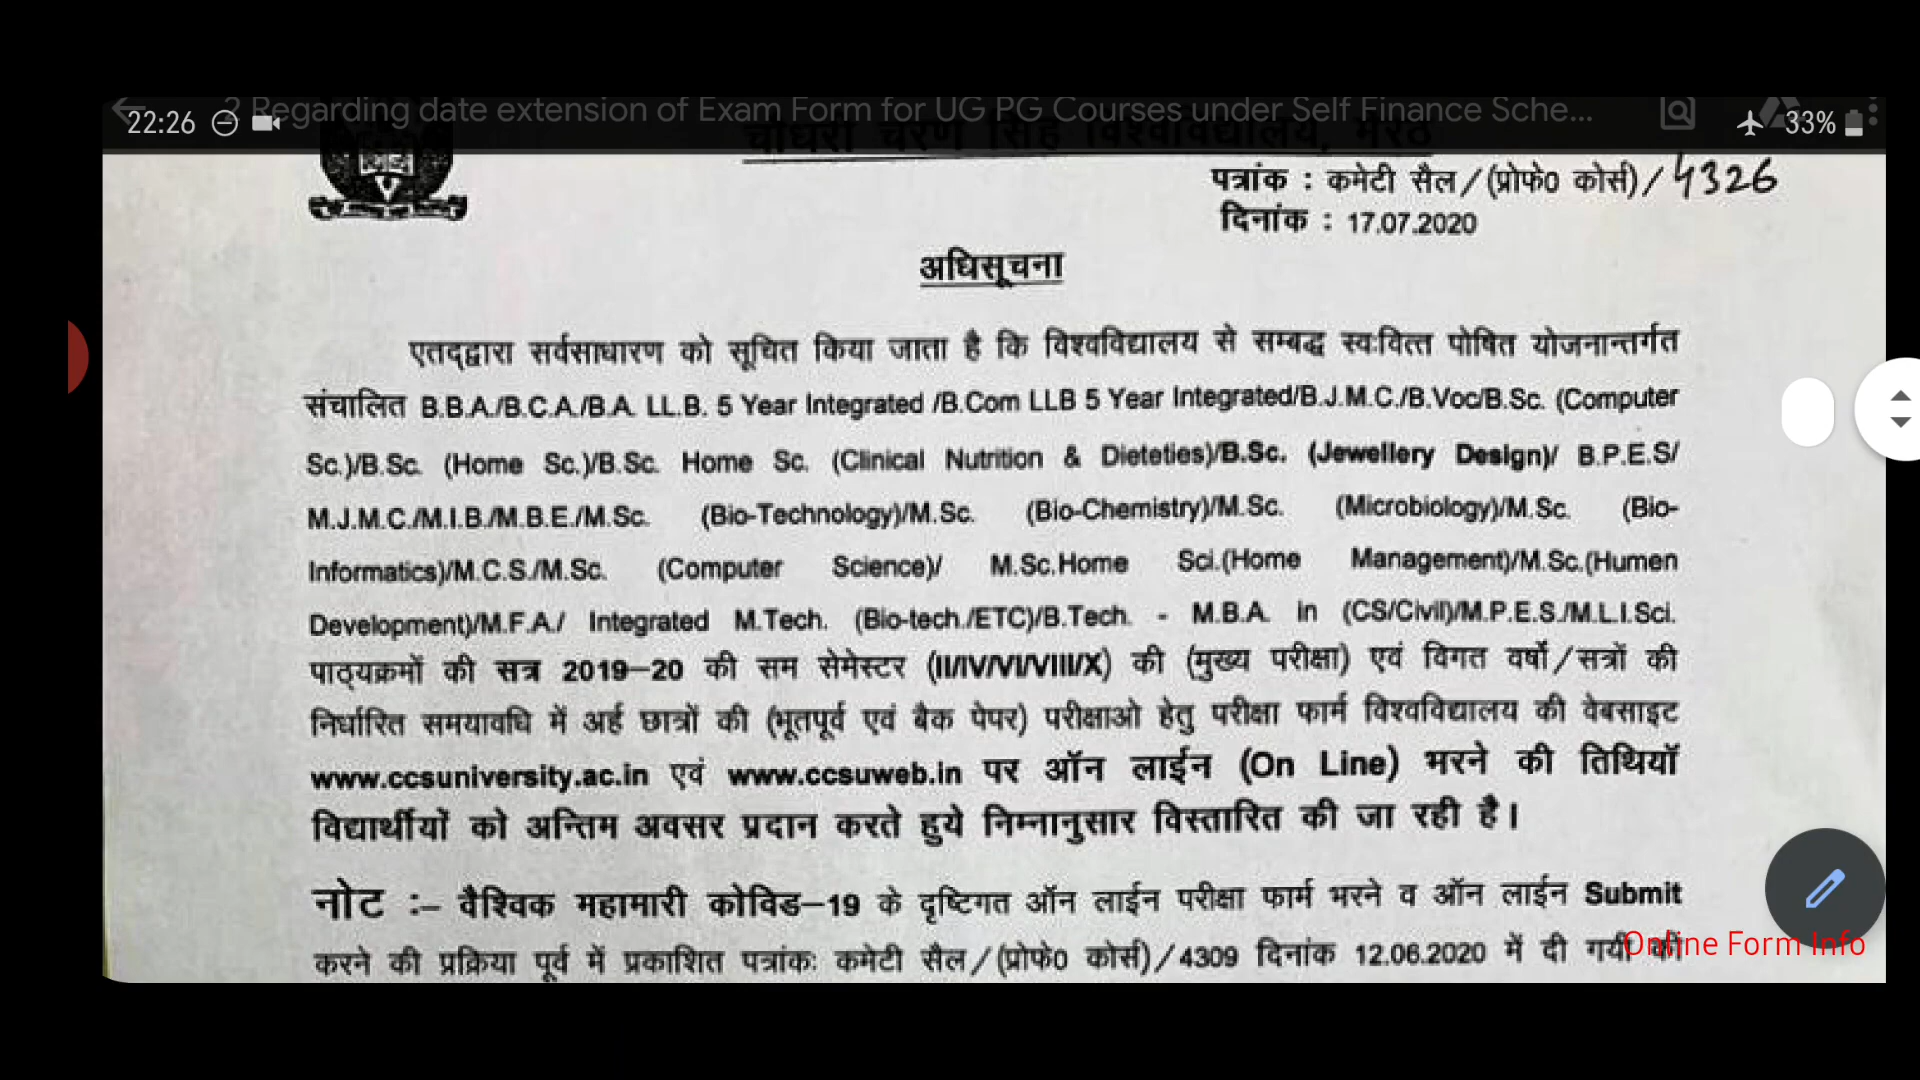 2 Regarding date extension of Exam Form for UG PG Courses under Self Finance Sche...
22:26
33%
चौधरी चरण सिंह विश्वविद्यालय, मेरठ
पत्रांक : कमेटी सैल/(प्रोफे0 कोर्स)/4326
दिनांक : 17.07.2020
अधिसूचना
एतद्द्वारा सर्वसाधारण को सूचित किया जाता है कि विश्वविद्यालय से सम्बद्ध स्व:वित्त पोषित योजनान्तर्गत
संचालित B.B.A./B.C.A./B.A. LL.B. 5 Year Integrated /B.Com LLB 5 Year Integrated/B.J.M.C./B.Voc/B.Sc. (Computer
Sc.)/B.Sc. (Home Sc.)/B.Sc. Home Sc. (Clinical Nutrition & Dieteties)/B.Sc. (Jewellery Design)/ B.P.E.S/
M.J.M.C./M.I.B./M.B.E./M.Sc. (Bio-Technology)/M.Sc. (Bio-Chemistry)/M.Sc. (Microbiology)/M.Sc. (Bio-
Informatics)/M.C.S./M.Sc. (Computer Science)/ M.Sc.Home Sci.(Home Management)/M.Sc.(Humen
Development)/M.F.A./ Integrated M.Tech. (Bio-tech./ETC)/B.Tech. - M.B.A. in (CS/Civil)/M.P.E.S./M.L.I.Sci.
पाठ्यक्रमों की सत्र 2019–20 की सम सेमेस्टर (II/IV/VI/VIII/X) की (मुख्य परीक्षा) एवं विगत वर्षो/सत्रों की
निर्धारित समयावधि में अर्ह छात्रों की (भूतपूर्व एवं बैक पेपर) परीक्षाओ हेतु परीक्षा फार्म विश्वविद्यालय की वेबसाइट
www.ccsuniversity.ac.in एवं www.ccsuweb.in पर ऑन लाईन (On Line) भरने की तिथियॉ
विद्यार्थीयों को अन्तिम अवसर प्रदान करते हुये निम्नानुसार विस्तारित की जा रही है।
नोट :– वैश्विक महामारी कोविड–19 के दृष्टिगत ऑन लाईन परीक्षा फार्म भरने व ऑन लाईन Submit
करने की प्रक्रिया पूर्व में प्रकाशित पत्रांकः कमेटी सैल/(प्रोफे0 कोर्स)/4309 दिनांक 12.06.2020 में दी गयी की
Online Form Info